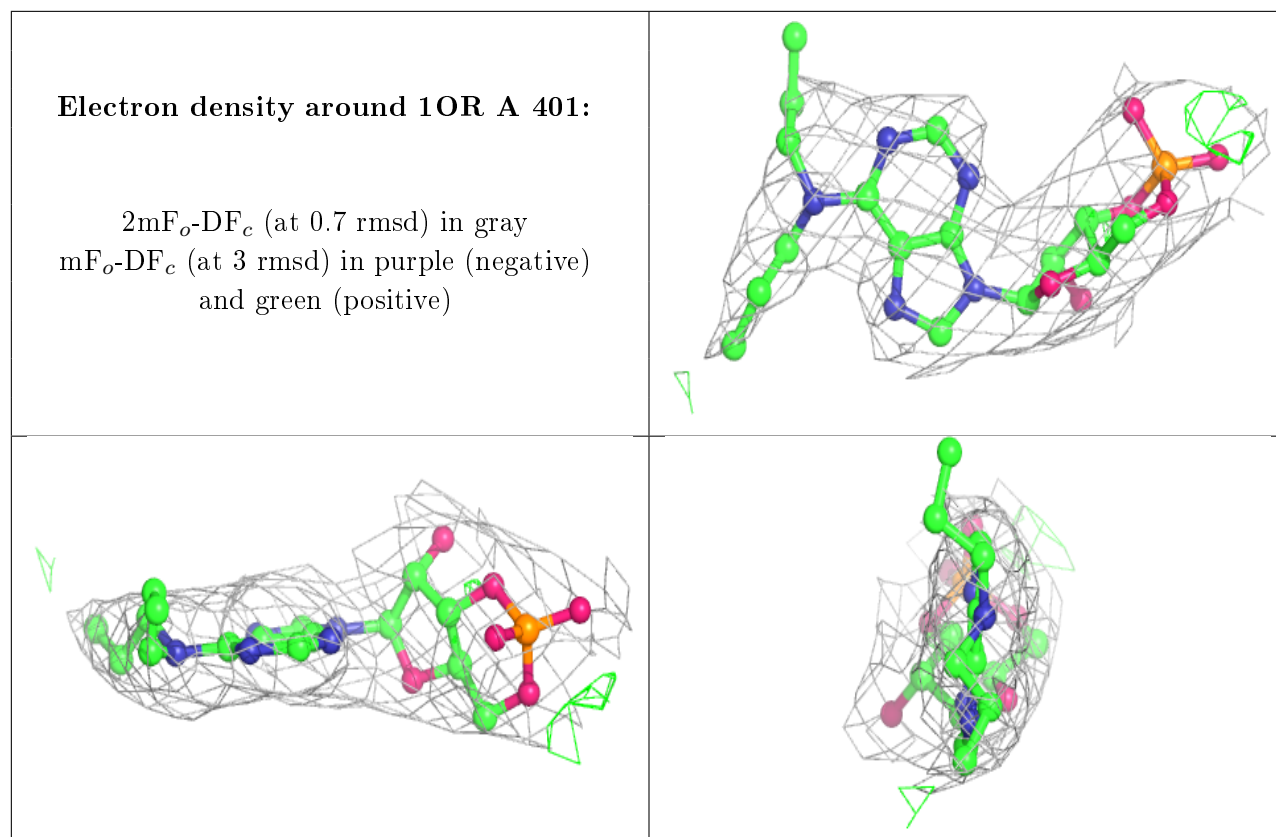 Electron density around 1OR A 401:
2mFo-DFc (at 0.7 rmsd) in gray
mFo-DFc (at 3 rmsd) in purple (negative)
and green (positive)